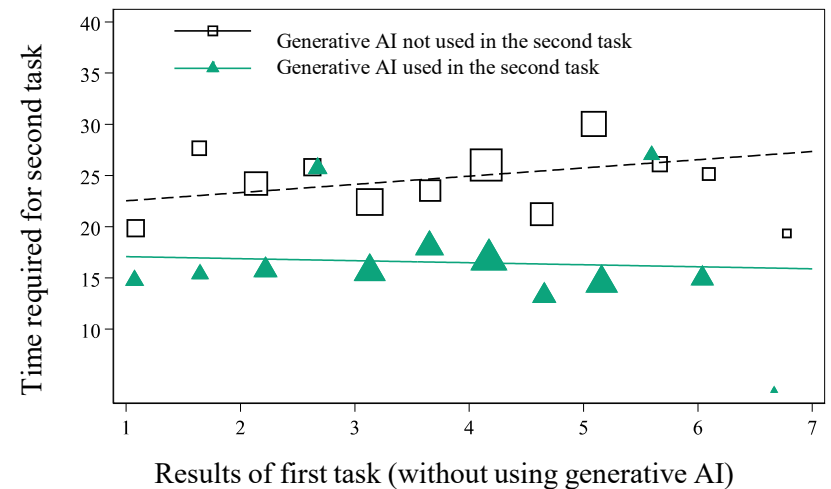 Generative AI not used in the second task
Generative AI used in the second task
Time required for second task
40
35
30
25
20
15
10
1 2 3 4 5 6 7
Results of first task (without using generative AI)